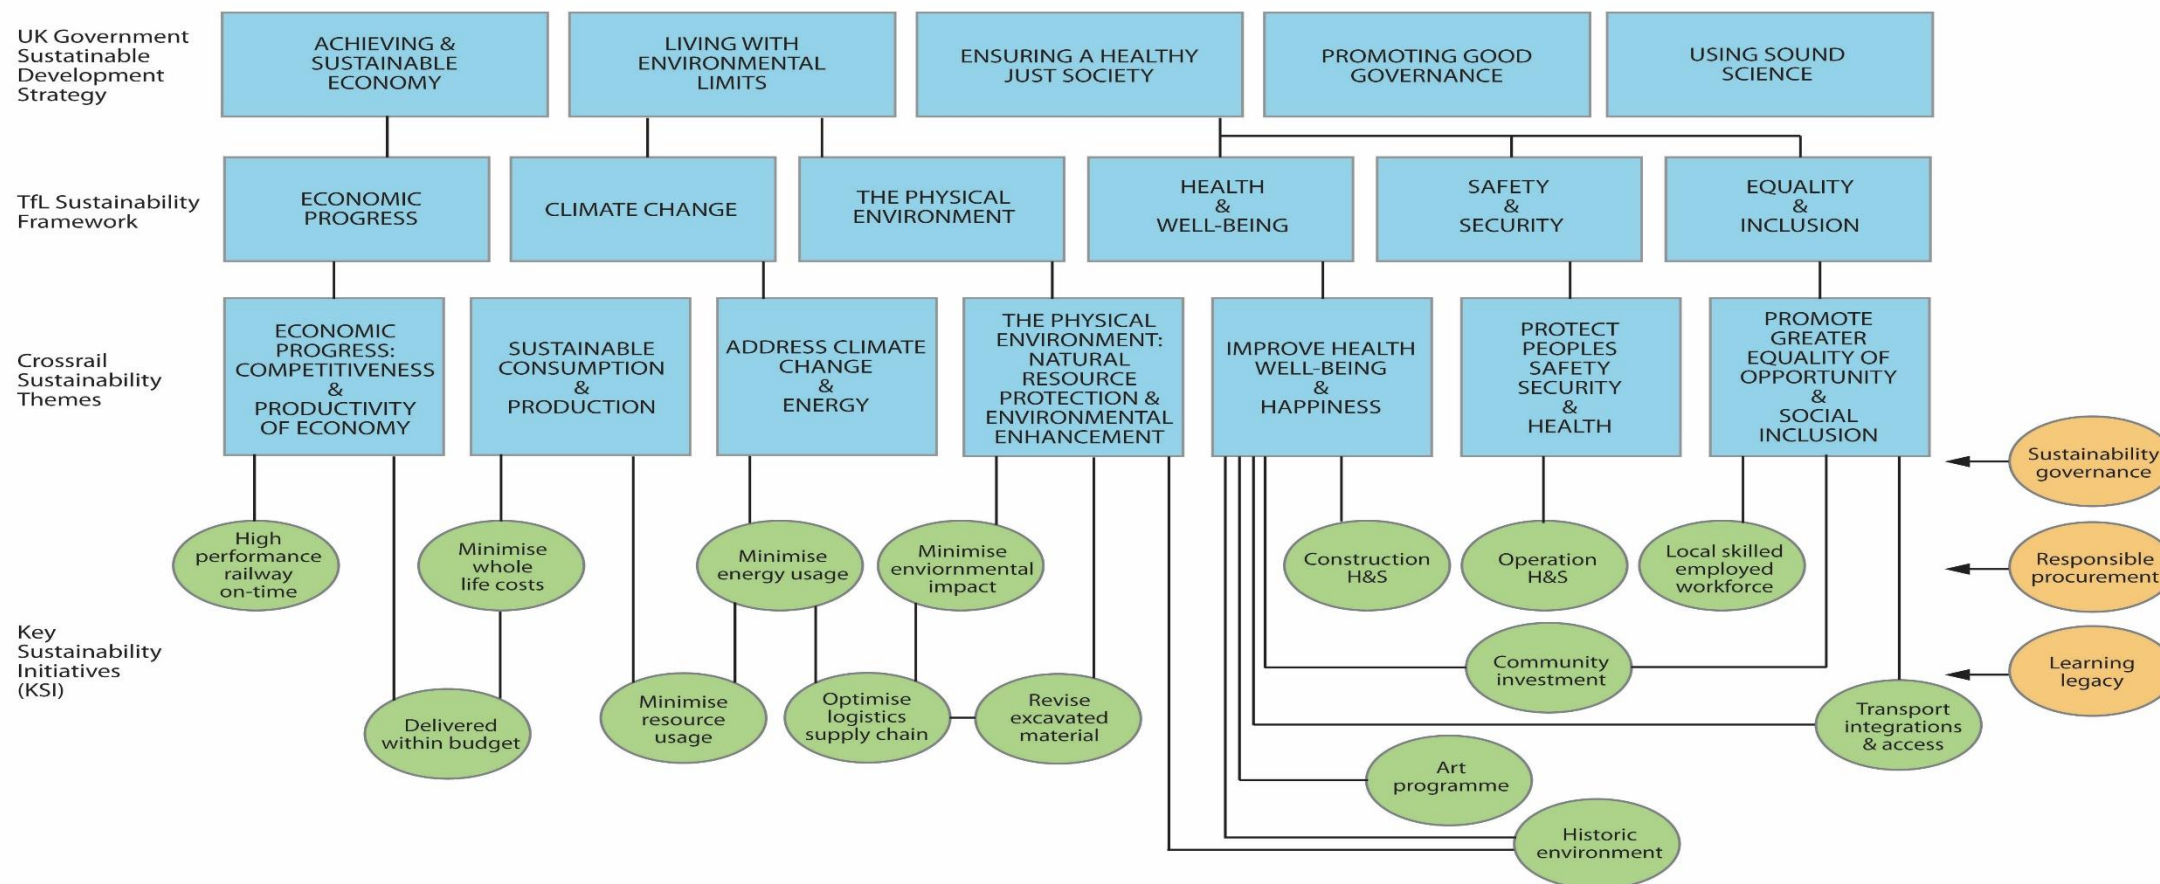 UK Government
Sustatinable
Development
Strategy
ACHIEVING &
SUSTAINABLE
ECONOMY
LIVING WITH
ENVIRONMENTAL
LIMITS
ENSURING A HEALTHY
JUST SOCIETY
PROMOTING GOOD
GOVERNANCE
USING SOUND
SCIENCE
TfL Sustainability
Framework
ECONOMIC
PROGRESS
CLIMATE CHANGE
THE PHYSICAL
ENVIRONMENT
HEALTH
&
WELL-BEING
SAFETY
&
SECURITY
EQUALITY
&
INCLUSION
Crossrail
Sustainability
Themes
ECONOMIC
PROGRESS:
COMPETITIVENESS
&
PRODUCTIVITY
OF ECONOMY
SUSTAINABLE
CONSUMPTION
&
PRODUCTION
ADDRESS CLIMATE
CHANGE
&
ENERGY
THE PHYSICAL
ENVIRONMENT:
NATURAL
RESOURCE
PROTECTION &
ENVIRONMENTAL
ENHANCEMENT
IMPROVE HEALTH
WELL-BEING
&
HAPPINESS
PROTECT
PEOPLES
SAFETY
SECURITY
&
HEALTH
PROMOTE
GREATER
EQUALITY OF
OPPORTUNITY
&
SOCIAL
INCLUSION
Sustainability
governance
Key
Sustainability
Initiatives
(KSI)
High
performance
railway
on-time
Minimise
whole
life costs
Minimise
energy usage
Minimise
enviornmental
impact
Construction
H&S
Operation
H&S
Local skilled
employed
workforce
Responsible
procurement
Delivered
within budget
Minimise
resource
usage
Optimise
logistics
supply chain
Revise
excavated
material
Community
investment
Learning
legacy
Transport
integrations
& access
Art
programme
Historic
environment